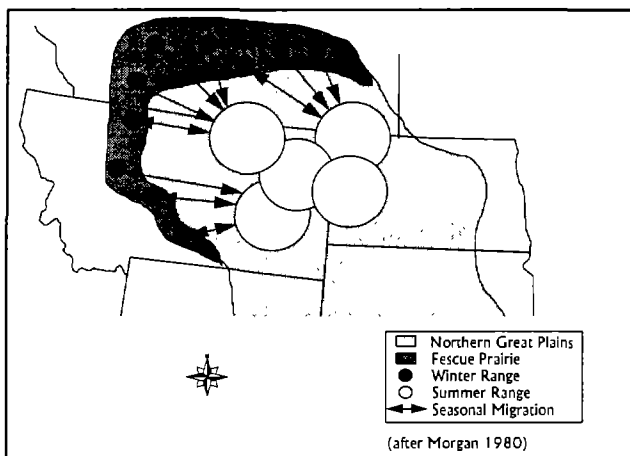 Northern Great Plains
Fescue Prairie
Winter Range
Summer Range
Seasonal Migration
(after Morgan 1980)